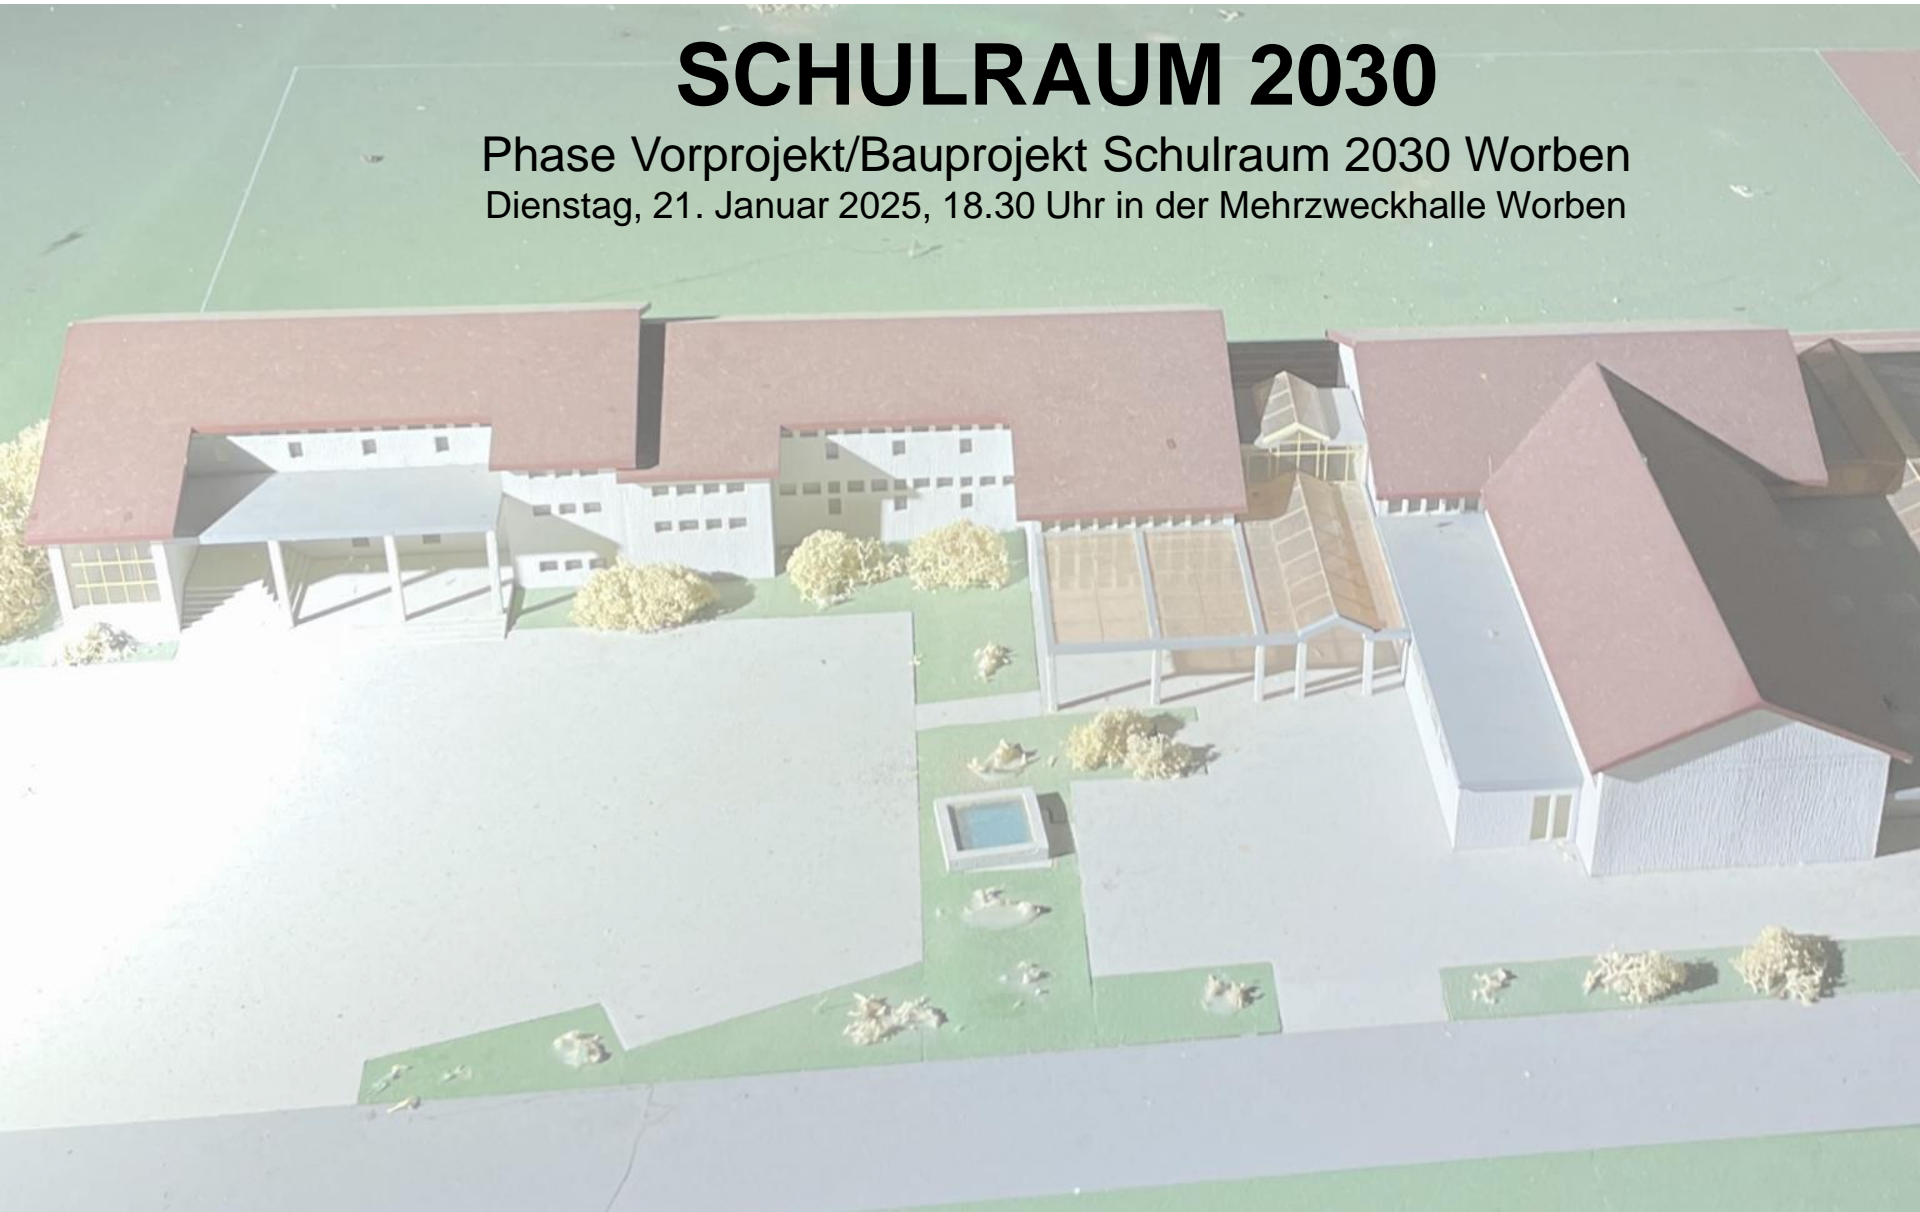 SCHULRAUM 2030
Phase Vorprojekt/Bauprojekt Schulraum 2030 Worben
Dienstag, 21. Januar 2025, 18.30 Uhr in der Mehrzweckhalle Worben